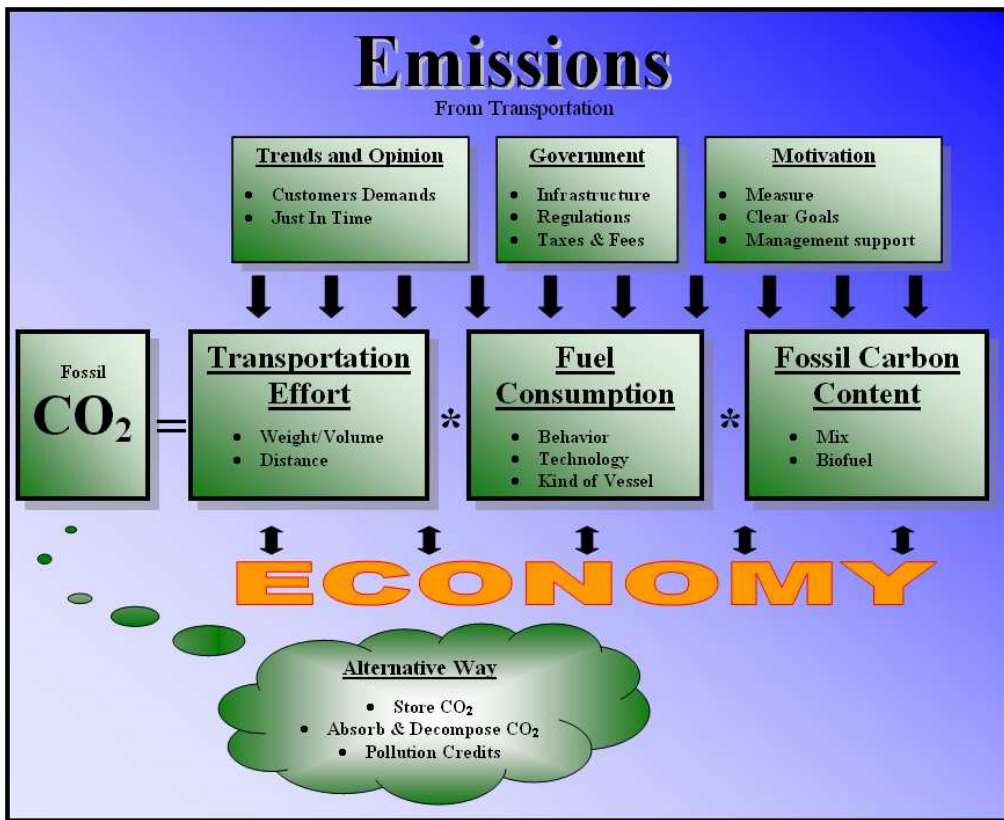 Emissions
From Transportation
Trends and Opinion
• Customers Demands
• Just In Time
Government
• Infrastructure
• Regulations
• Taxes & Fees
Motivation
• Measure
• Clear Goals
• Management support
Fossil
CO₂
=
Transportation
Effort
• Weight/Volume
• Distance
*
Fuel
Consumption
• Behavior
• Technology
• Kind of Vessel
*
Fossil Carbon
Content
• Mix
• Biofuel
ECONOMY
Alternative Way
• Store CO₂
• Absorb & Decompose CO₂
• Pollution Credits